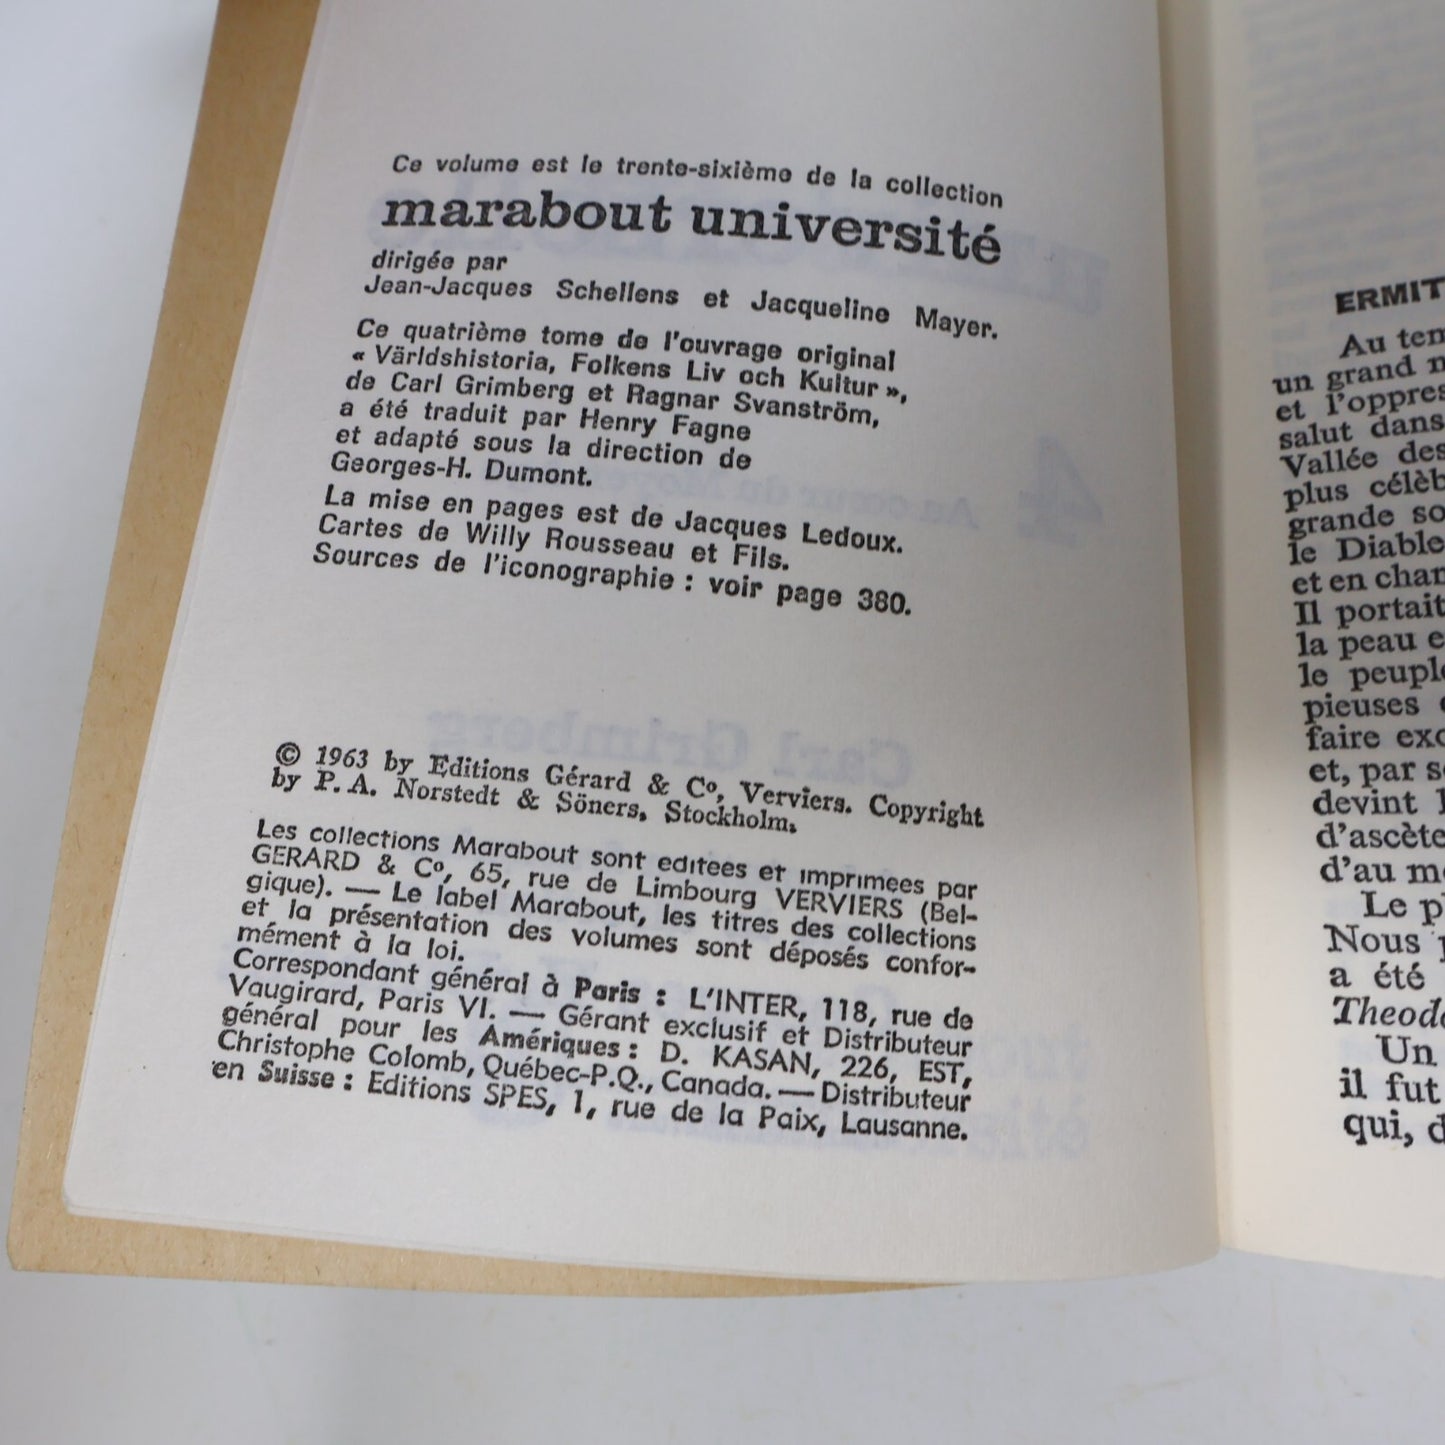 Ce volume est le trente-sixième de la collection
marabout université
dirigée par
Jean-Jacques Schellens et Jacqueline Mayer.
Ce quatrième tome de l'ouvrage original
« Världshistoria, Folkens Liv och Kultur »,
de Carl Grimberg et Ragnar Svanström,
a été traduit par Henry Fagne
et adapté sous la direction de
Georges-H. Dumont.
La mise en pages est de Jacques Ledoux.
Cartes de Willy Rousseau et Fils.
Sources de l'iconographie : voir page 380.
© 1963 by Editions Gérard & Co, Verviers. Copyright
by P. A. Norstedt & Söners, Stockholm.
Les collections Marabout sont éditées et imprimées par
GERARD & Co, 65, rue de Limbourg VERVIERS (Bel-
gique). — Le label Marabout, les titres des collections
et la présentation des volumes sont déposés confor-
mément à la loi.
Correspondant général à Paris : L'INTER, 118, rue de
Vaugirard, Paris VI. — Gérant exclusif et Distributeur
général pour les Amériques : D. KASAN, 226, EST,
Christophe Colomb, Québec-P.Q., Canada. — Distributeur
en Suisse : Editions SPES, 1, rue de la Paix, Lausanne.
ERMIT
Au tem
un grand
et l'oppres
salut dans
Vallée des
plus célèb
grande so
le Diable
et en char
Il portait
la peau e
le peuple
pieuses
faire exc
et, par s
devint
d'ascète
d'au m
Le p
Nous
a été
Theodo
Un
il fut
qui, d